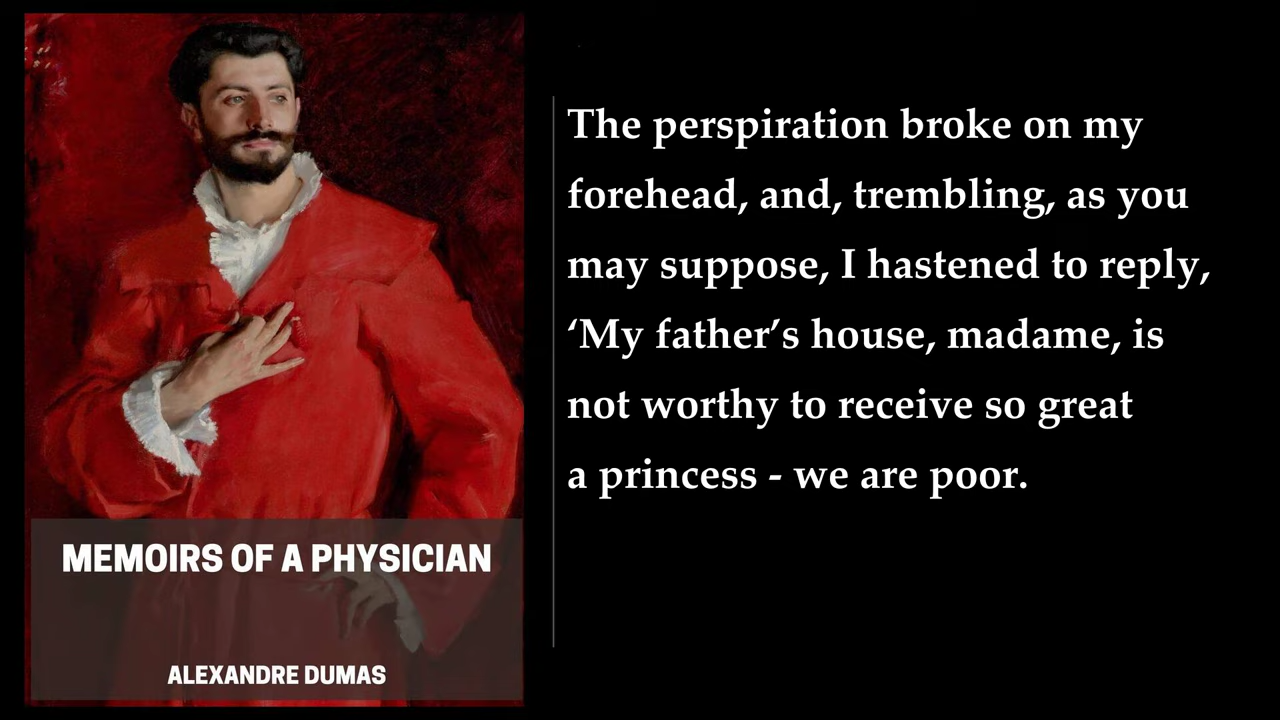 The perspiration broke on my
forehead, and, trembling, as you
may suppose, I hastened to reply,
‘My father’s house, madame, is
not worthy to receive so great
a princess - we are poor.
MEMOIRS OF A PHYSICIAN
ALEXANDRE DUMAS